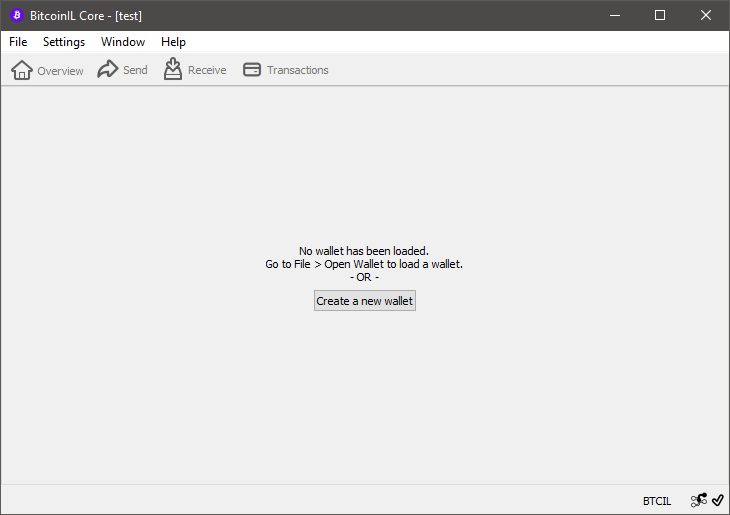 BitcoinIL Core - [test]
File Settings Window Help
Overview Send Receive Transactions
No wallet has been loaded.
Go to File > Open Wallet to load a wallet.
- OR -
Create a new wallet
BTCIL